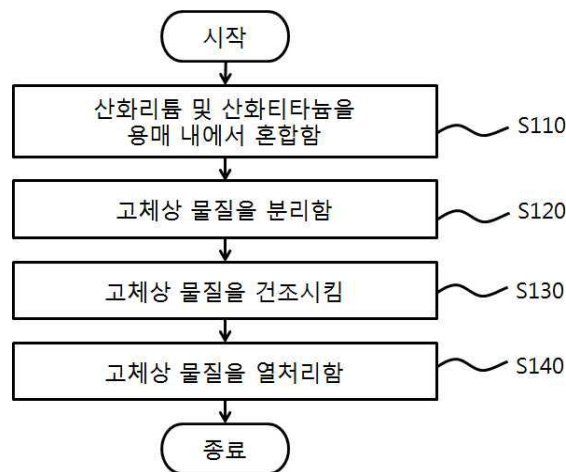 시작
산화리튬 및 산화티타늄을
용매 내에서 혼합함
S110
고체상 물질을 분리함
S120
고체상 물질을 건조시킴
S130
고체상 물질을 열처리함
S140
종료